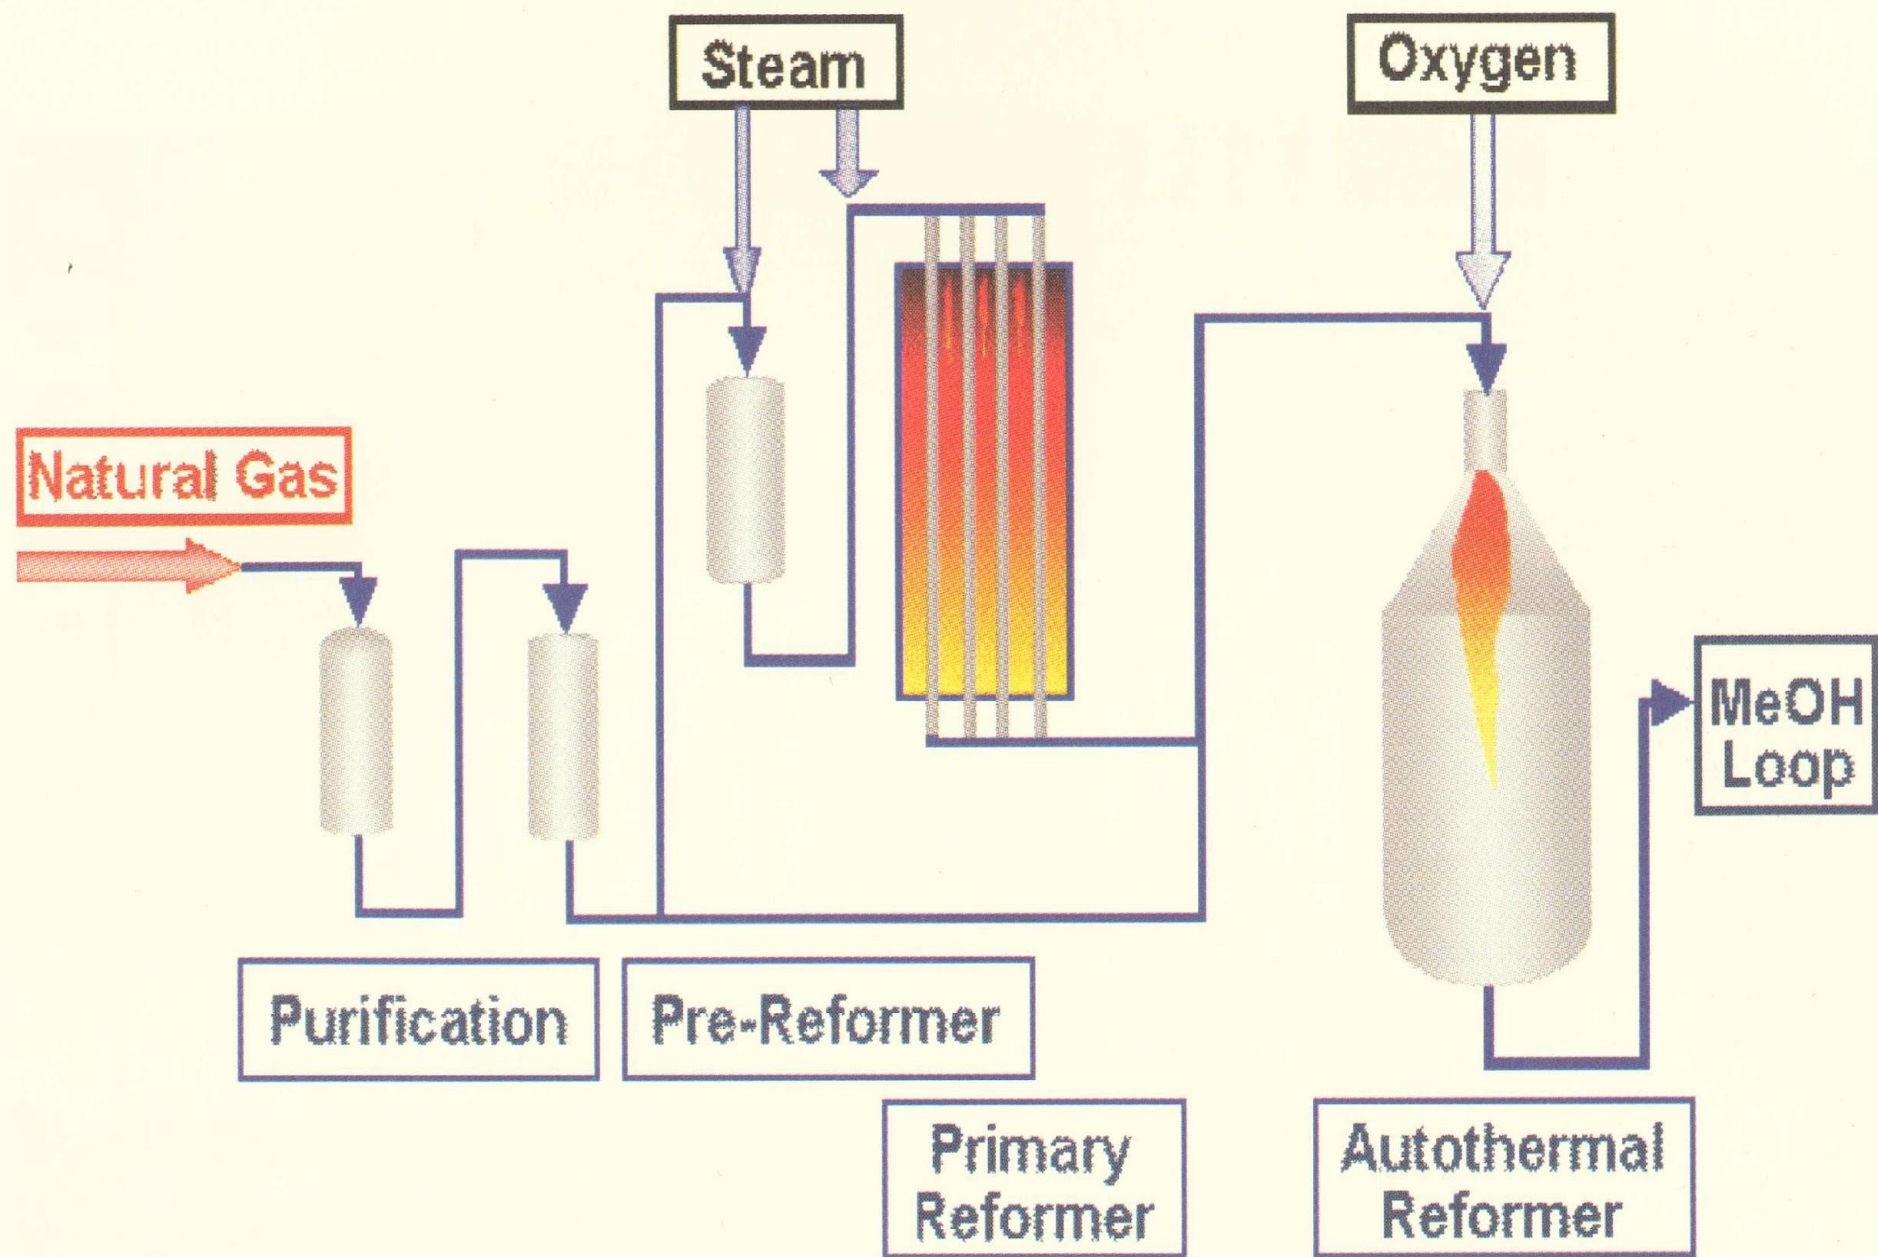 Steam
Oxygen
Natural Gas
MeOH
Loop
Purification
Pre-Reformer
Primary
Reformer
Autothermal
Reformer